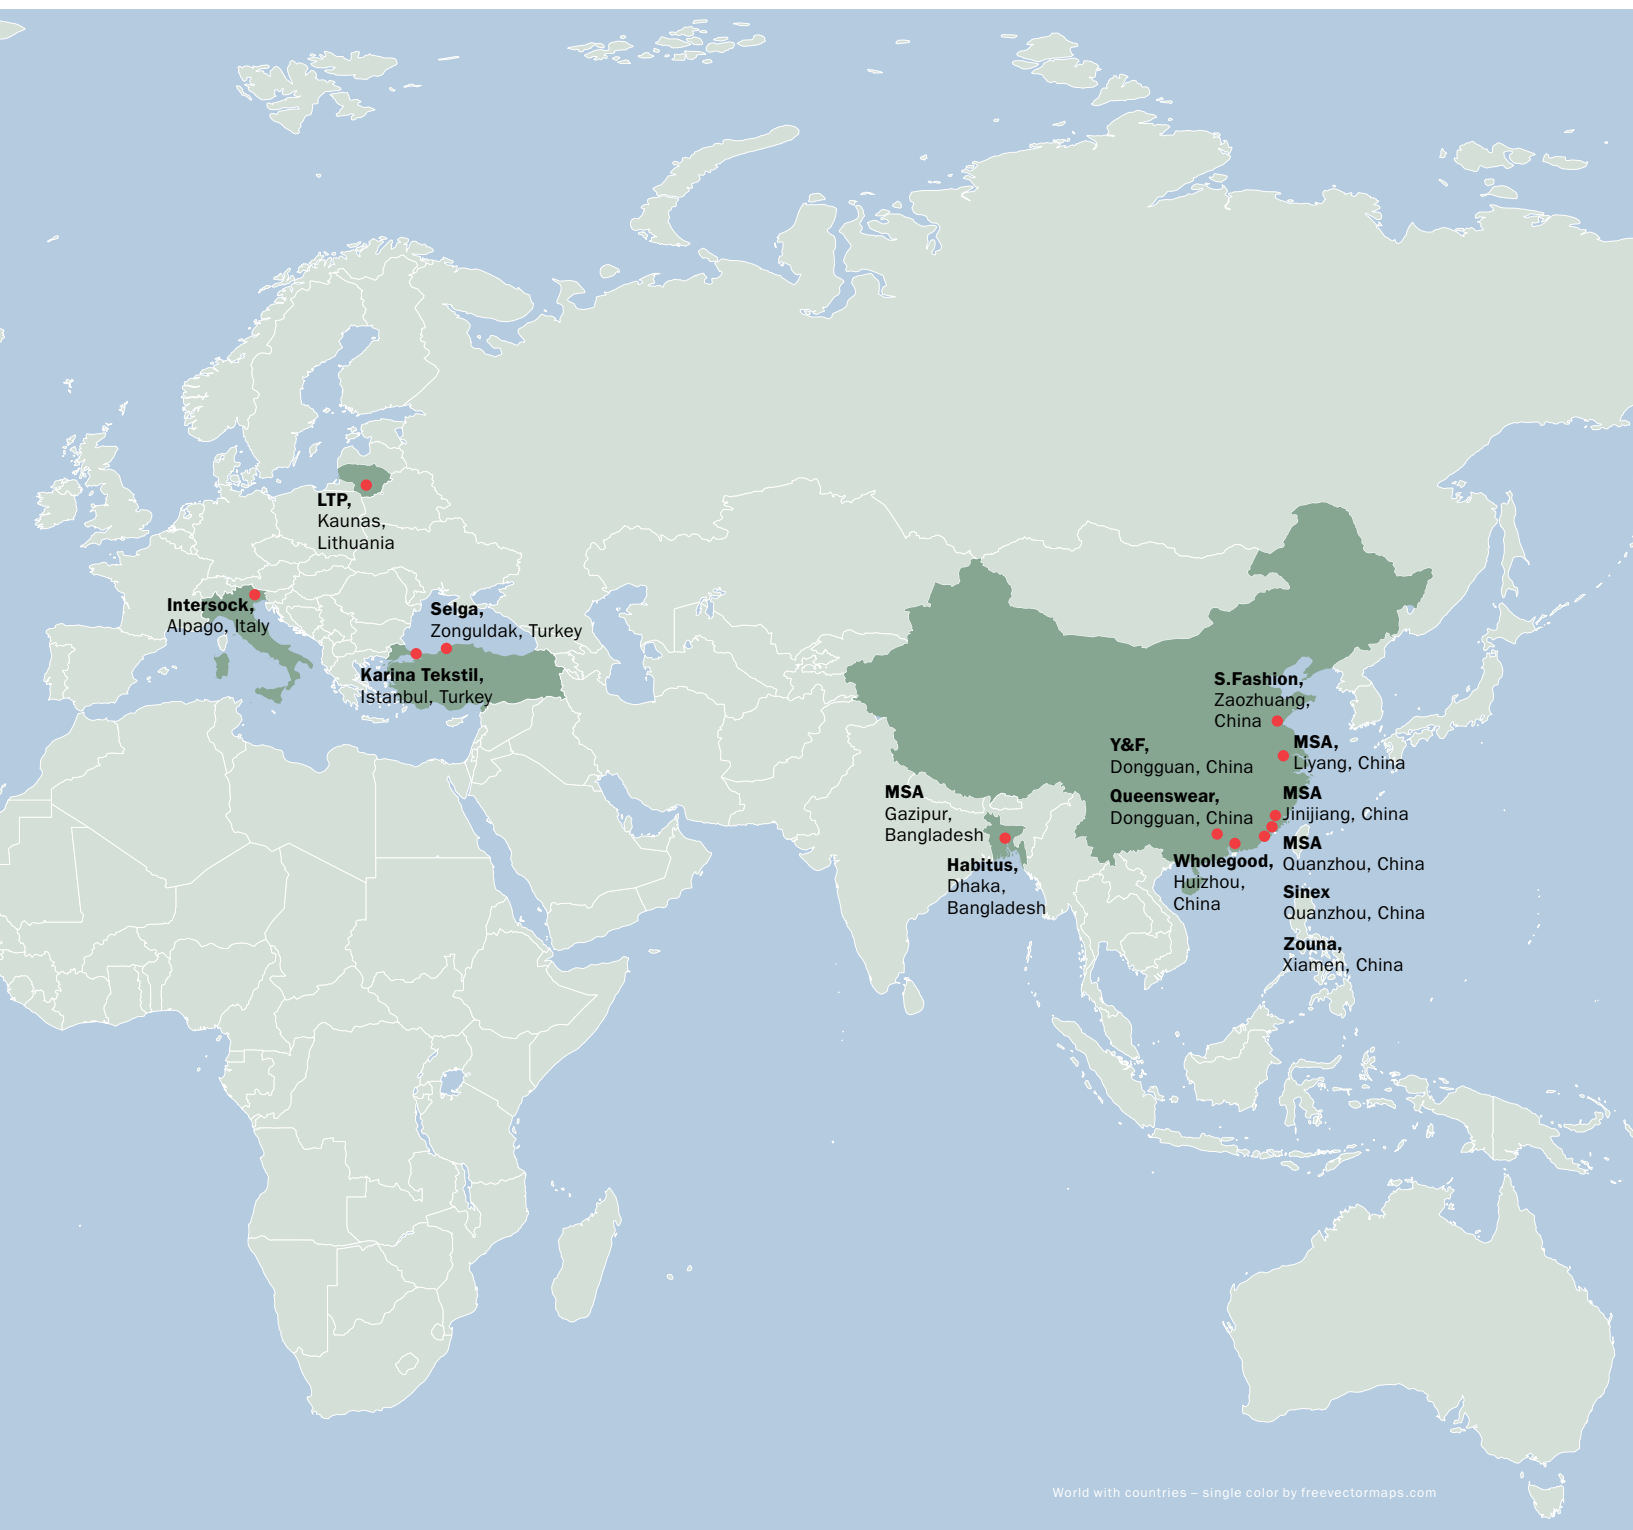 LTP,
Kaunas,
Lithuania
Intersock,
Alpago, Italy
Selga,
Zonguldak, Turkey
Karina Tekstil,
Istanbul, Turkey
S.Fashion,
Zaozhuang,
China
Y&F,
Dongguan, China
MSA,
Liyang, China
MSA
Gazipur,
Bangladesh
Queenswear,
Dongguan, China
MSA
Jinijiang, China
MSA
Quanzhou, China
Habitus,
Dhaka,
Bangladesh
Wholegood,
Huizhou,
China
Sinex
Quanzhou, China
Zouna,
Xiamen, China
World with countries – single color by freevectormaps.com